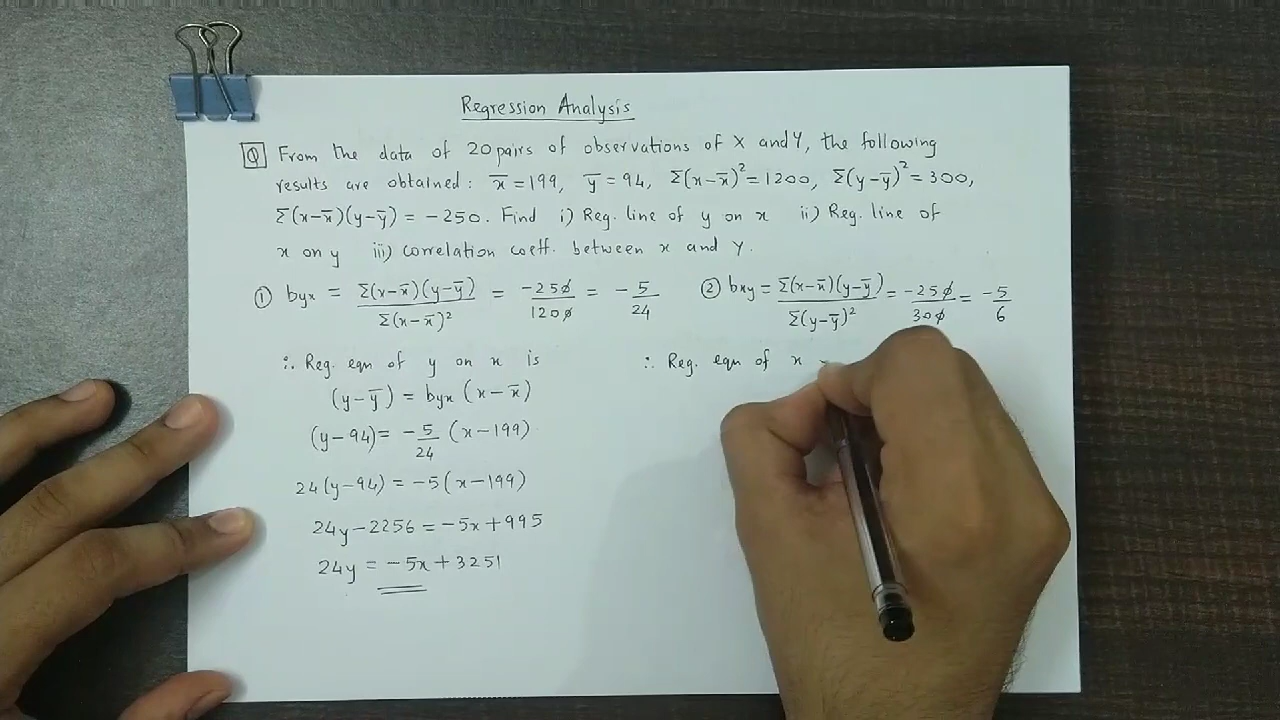 Regression Analysis
Q From the data of 20 pairs of observations of X and Y, the following
results are obtained: x̄ = 199, ȳ = 94, Σ(x-x̄)² = 1200, Σ(y-ȳ)² = 300,
Σ(x-x̄)(y-ȳ) = -250. Find i) Reg. line of y on x ii) Reg. line of
x on y iii) correlation coeff. between x and Y.
① byx = Σ(x-x̄)(y-ȳ) / Σ(x-x̄)² = -250 / 1200 = -5/24
∴ Reg. eqn of y on x is
(y-ȳ) = byx (x-x̄)
(y-94) = -5/24 (x-199)
24(y-94) = -5(x-199)
24y-2256 = -5x+995
24y = -5x+3251
② bxy = Σ(x-x̄)(y-ȳ) / Σ(y-ȳ)² = -250 / 300 = -5/6
∴ Reg. eqn of x